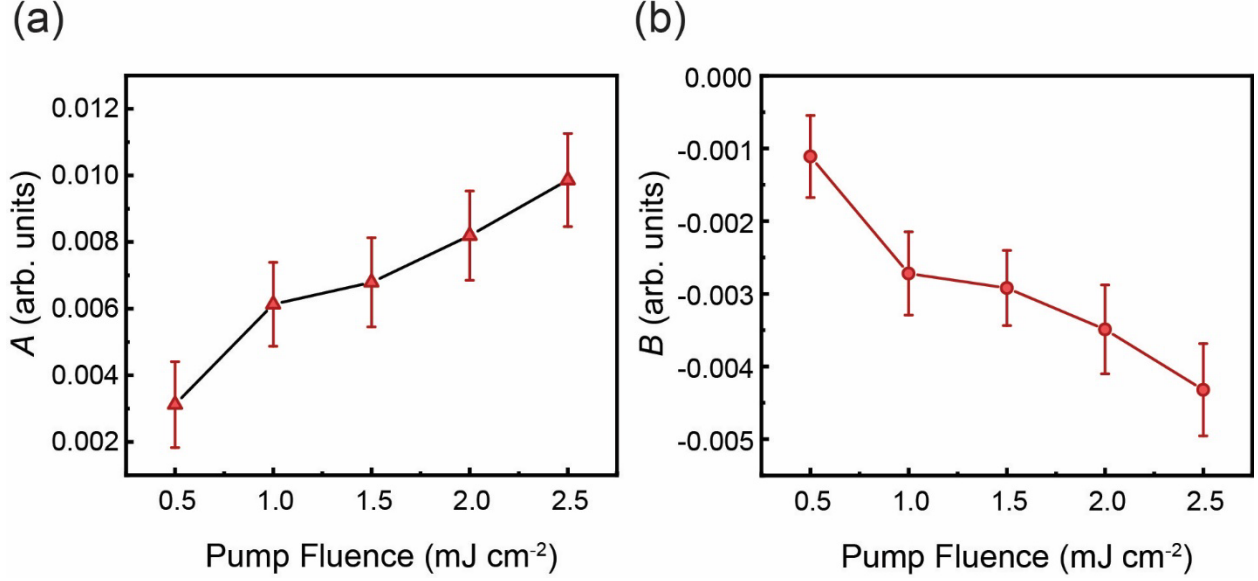 (a)
A (arb. units)
0.012
0.010
0.008
0.006
0.004
0.002
0.5 1.0 1.5 2.0 2.5
Pump Fluence (mJ cm⁻²)
(b)
B (arb. units)
0.000
-0.001
-0.002
-0.003
-0.004
-0.005
0.5 1.0 1.5 2.0 2.5
Pump Fluence (mJ cm⁻²)